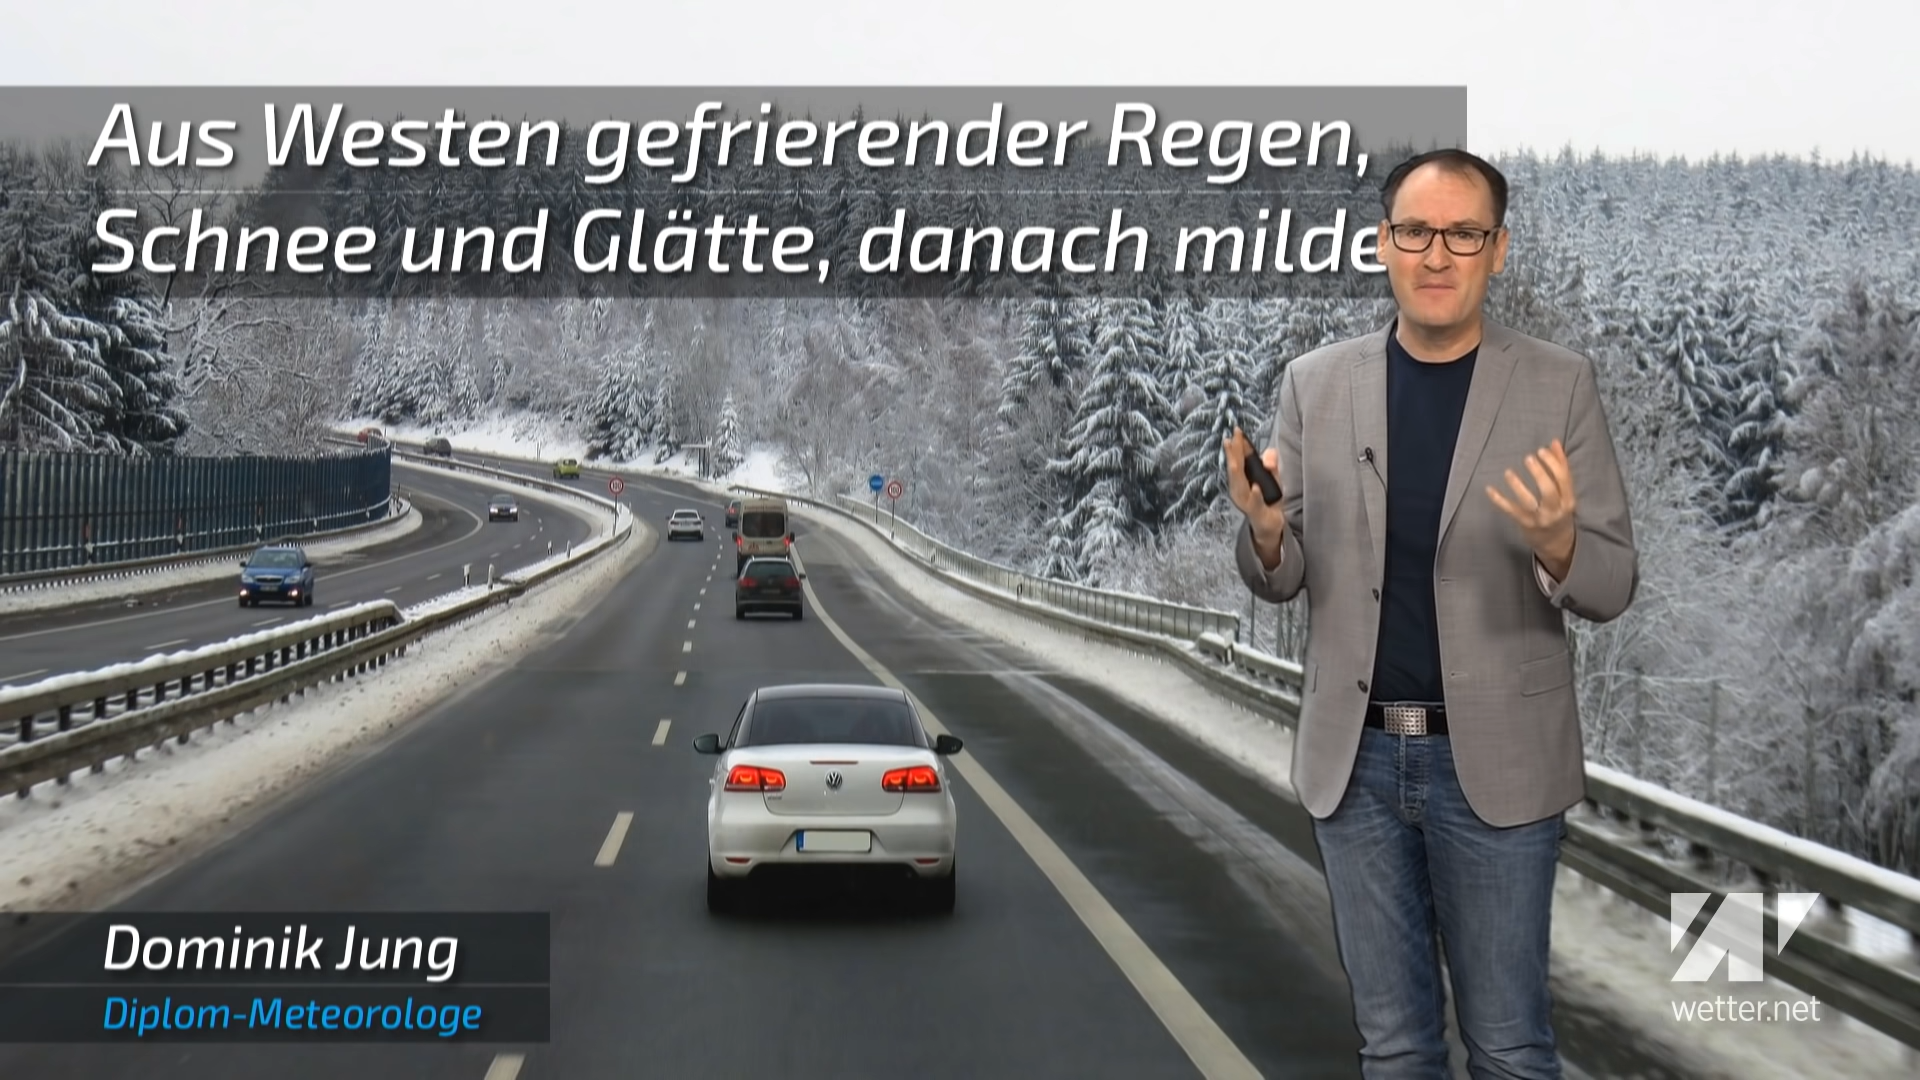 Aus Westen gefrierender Regen,
Schnee und Glätte, danach milde
Dominik Jung
Diplom-Meteorologe
wetter.net